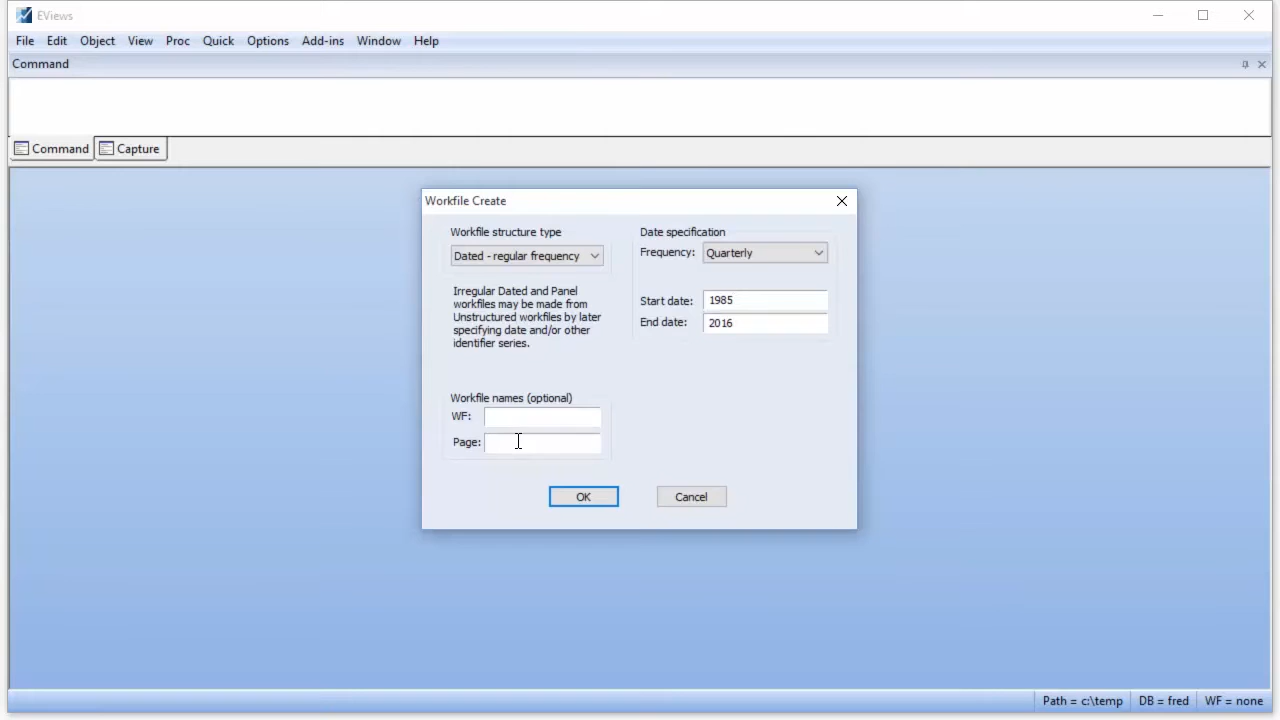 EViews
File Edit Object View Proc Quick Options Add-ins Window Help
Command
Command Capture
Workfile Create
Workfile structure type
Dated - regular frequency
Irregular Dated and Panel
workfiles may be made from
Unstructured workfiles by later
specifying date and/or other
identifier series.
Date specification
Frequency: Quarterly
Start date: 1985
End date: 2016
Workfile names (optional)
WF:
Page:
OK Cancel
Path = c:\temp DB = fred WF = none